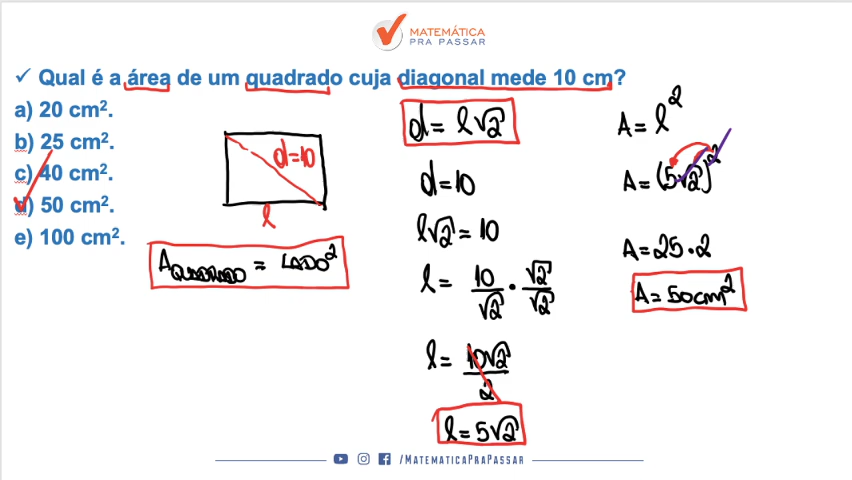 MATEMÁTICA
PRA PASSAR
✓ Qual é a área de um quadrado cuja diagonal mede 10 cm?
a) 20 cm².
b) 25 cm².
c) 40 cm².
d) 50 cm².
e) 100 cm².
d=10
l
A QUADRADO = LADO²
d = l√2
d=10
l√2 = 10
l = 10/√2 · √2/√2
l = 10√2/2
l = 5√2
A = l²
A = (5√2)²
A = 25·2
A = 50cm²
/MatematicaPraPassar